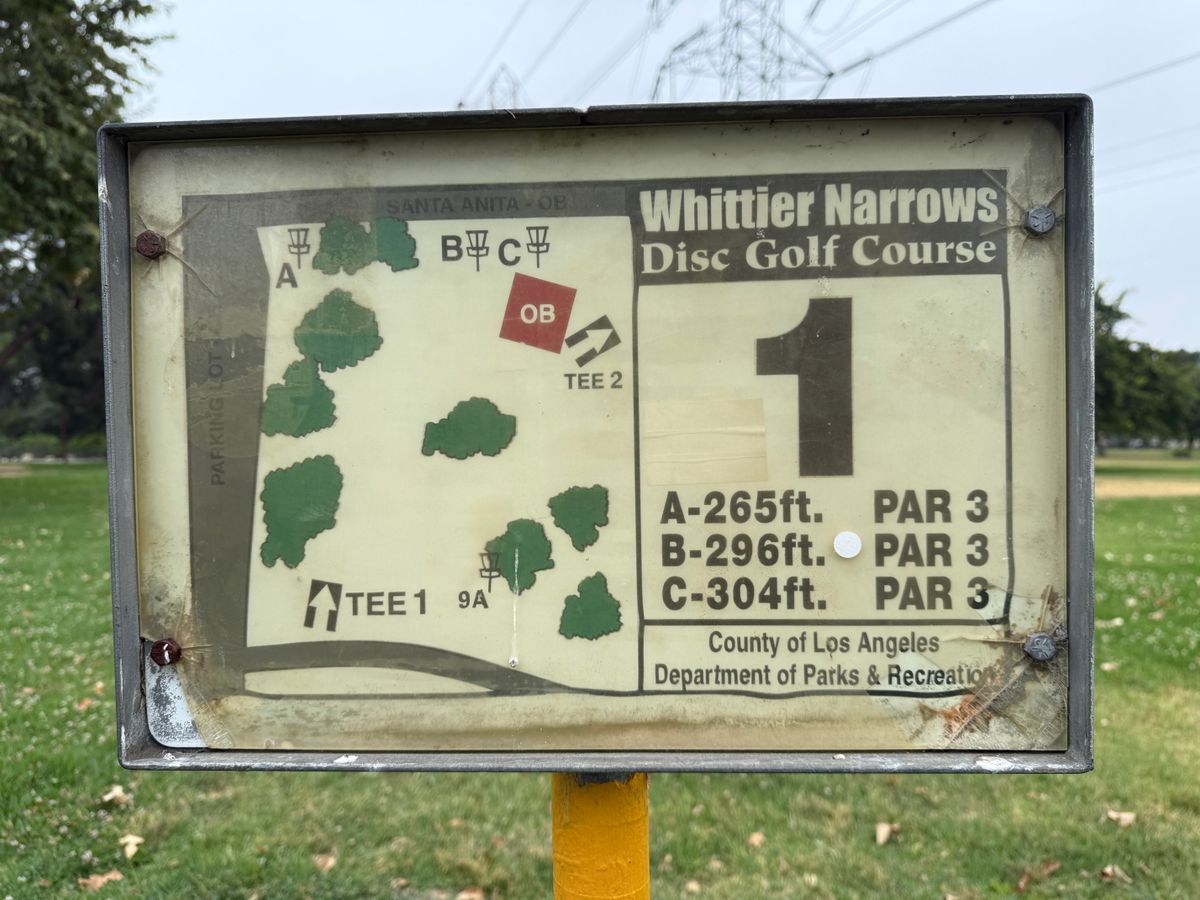 SANTA ANITA - OB
A
B
C
OB
TEE 2
PARKING LOT -
TEE 1
9A
Whittier Narrows
Disc Golf Course
1
A-265ft. PAR 3
B-296ft. PAR 3
C-304ft. PAR 3
County of Los Angeles
Department of Parks & Recreation